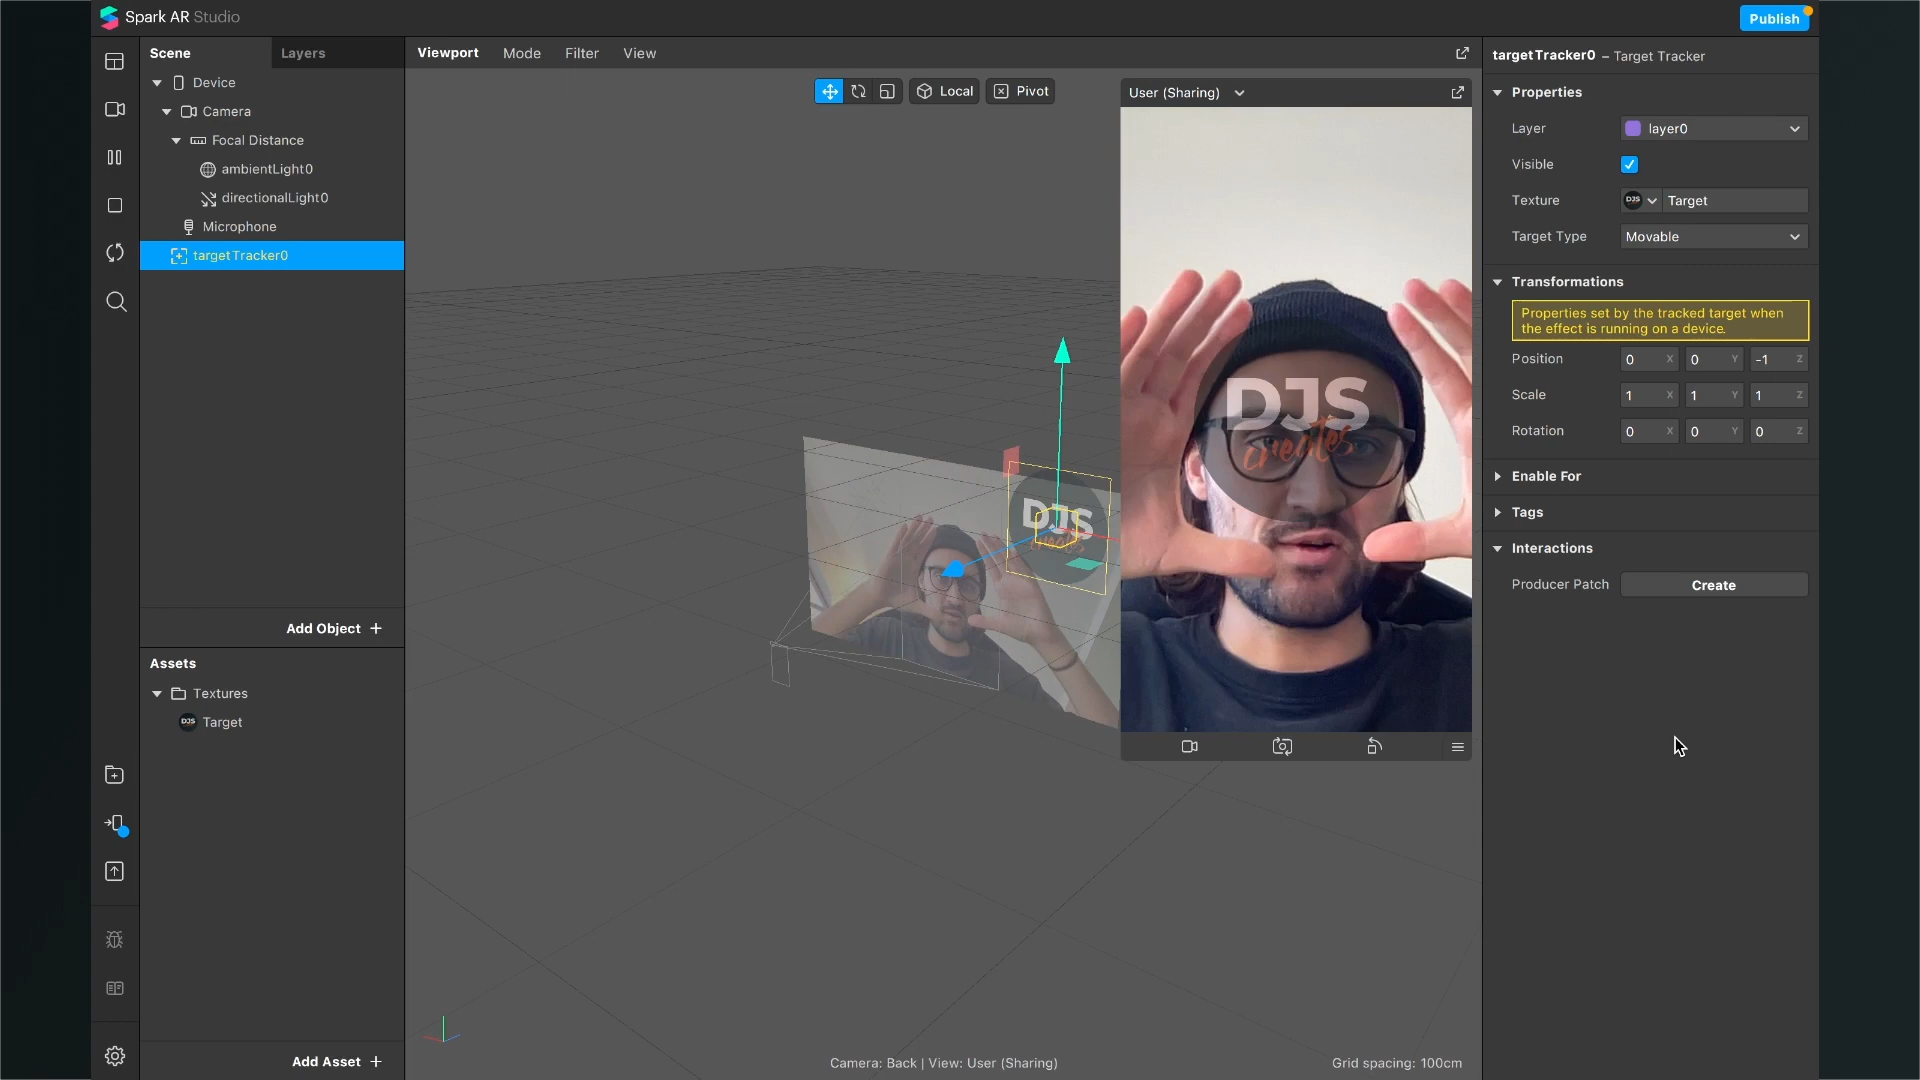 Spark AR Studio
Publish
Scene
Layers
Viewport
Mode
Filter
View
targetTracker0 – Target Tracker
Device
Camera
Focal Distance
ambientLight0
directionalLight0
Microphone
targetTracker0
Add Object +
Assets
Textures
DJS
Target
Add Asset +
Local
Pivot
User (Sharing)
DJS
creates
DJS
creates
Camera: Back | View: User (Sharing)
Grid spacing: 100cm
Properties
Layer layer0
Visible
Texture DJS Target
Target Type Movable
Transformations
Properties set by the tracked target when
the effect is running on a device.
Position 0 X 0 Y -1 Z
Scale 1 X 1 Y 1 Z
Rotation 0 X 0 Y 0 Z
Enable For
Tags
Interactions
Producer Patch Create